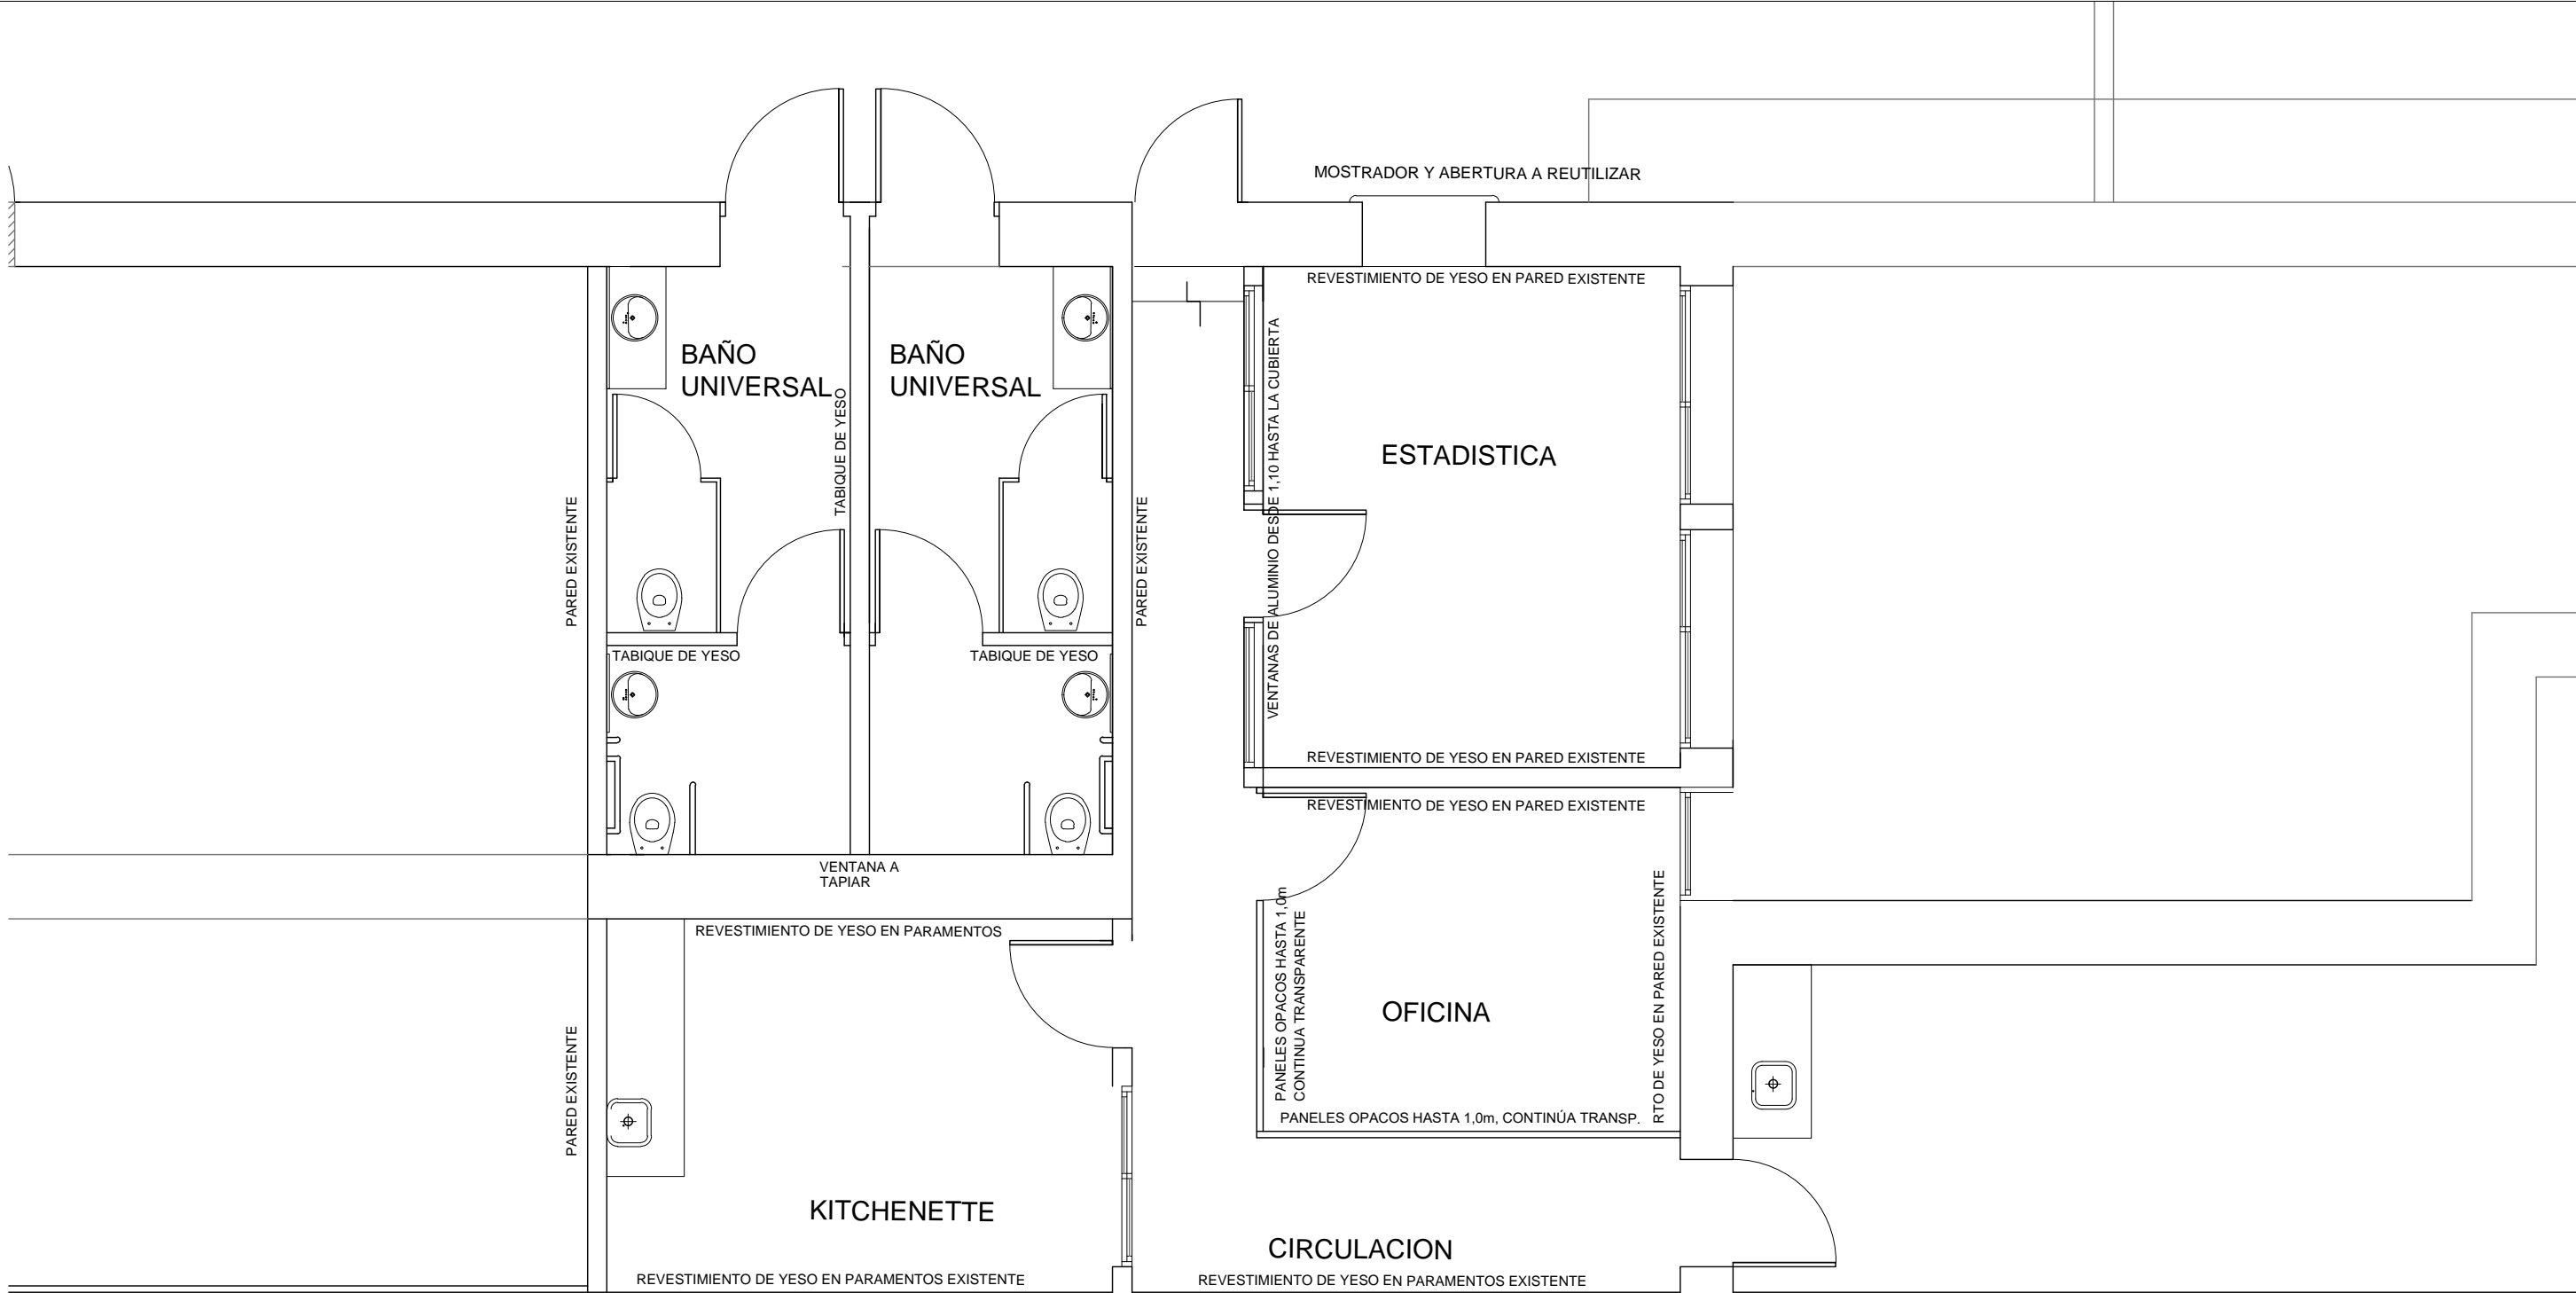 MOSTRADOR Y ABERTURA A REUTILIZAR
REVESTIMIENTO DE YESO EN PARED EXISTENTE
BAÑO
UNIVERSAL
BAÑO
UNIVERSAL
TABIQUE DE YESO
VENTANAS DE ALUMINIO DESDE 1,10 HASTA LA CUBIERTA
ESTADISTICA
PARED EXISTENTE
PARED EXISTENTE
TABIQUE DE YESO
TABIQUE DE YESO
REVESTIMIENTO DE YESO EN PARED EXISTENTE
REVESTIMIENTO DE YESO EN PARED EXISTENTE
VENTANA A
TAPIAR
REVESTIMIENTO DE YESO EN PARAMENTOS
PANELES OPACOS HASTA 1,0m
CONTINUA TRANSPARENTE
RTO DE YESO EN PARED EXISTENTE
OFICINA
PARED EXISTENTE
PANELES OPACOS HASTA 1,0m, CONTINÚA TRANSP.
KITCHENETTE
CIRCULACION
REVESTIMIENTO DE YESO EN PARAMENTOS EXISTENTE
REVESTIMIENTO DE YESO EN PARAMENTOS EXISTENTE